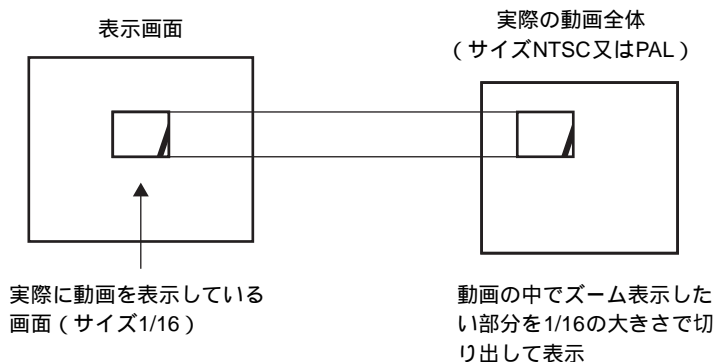 表示画面
実際の動画全体
（サイズNTSC又はPAL）
実際に動画を表示している
画面（サイズ1/16）
動画の中でズーム表示した
い部分を1/16の大きさで切
り出して表示